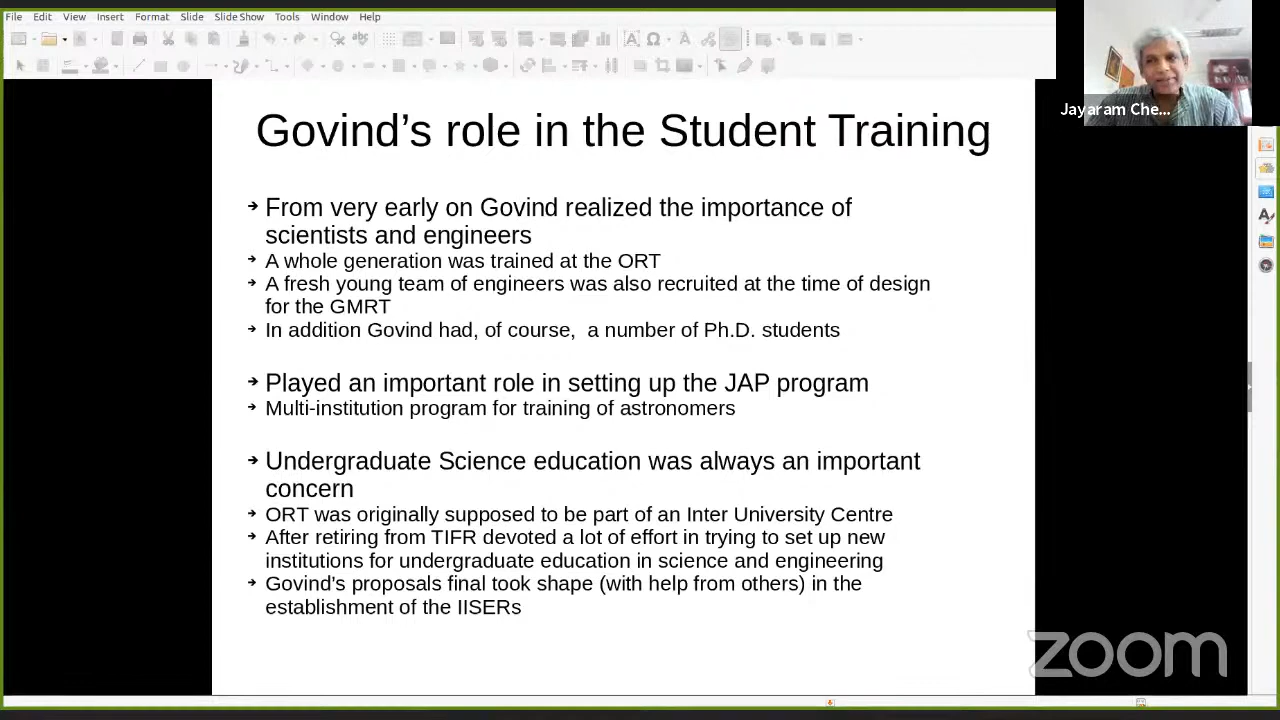 File Edit View Insert Format Slide Slide Show Tools Window Help
Jayaram Che...
Govind’s role in the Student Training
From very early on Govind realized the importance of
scientists and engineers
A whole generation was trained at the ORT
A fresh young team of engineers was also recruited at the time of design
for the GMRT
In addition Govind had, of course,  a number of Ph.D. students
Played an important role in setting up the JAP program
Multi-institution program for training of astronomers
Undergraduate Science education was always an important
concern
ORT was originally supposed to be part of an Inter University Centre
After retiring from TIFR devoted a lot of effort in trying to set up new
institutions for undergraduate education in science and engineering
Govind’s proposals final took shape (with help from others) in the
establishment of the IISERs
zoom